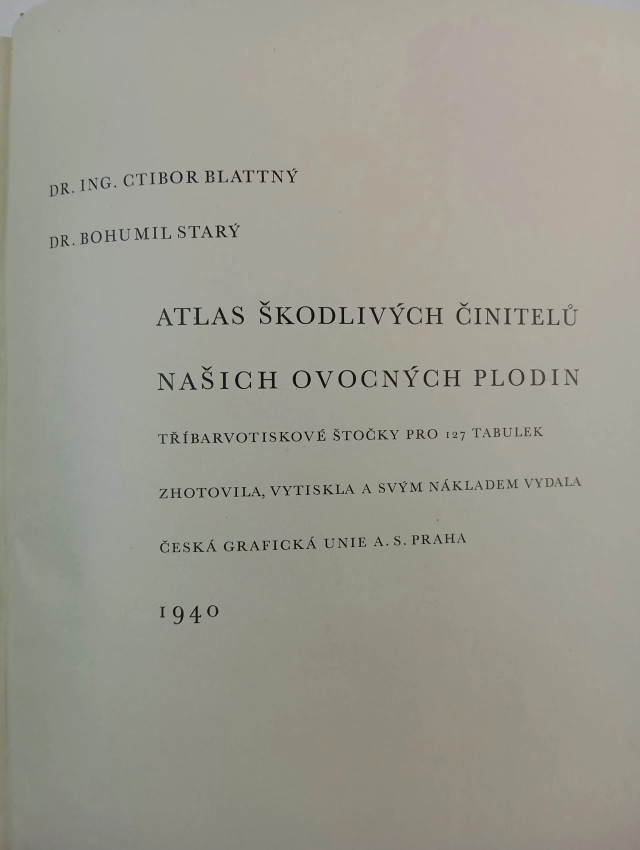 DR. ING. CTIBOR BLATTNÝ
DR. BOHUMIL STARÝ
ATLAS ŠKODLIVÝCH ČINITELŮ
NAŠICH OVOCNÝCH PLODIN
TŘÍBARVOTISKOVÉ ŠTOČKY PRO 127 TABULEK
ZHOTOVILA, VYTISKLA A SVÝM NÁKLADEM VYDALA
ČESKÁ GRAFICKÁ UNIE A. S. PRAHA
1940